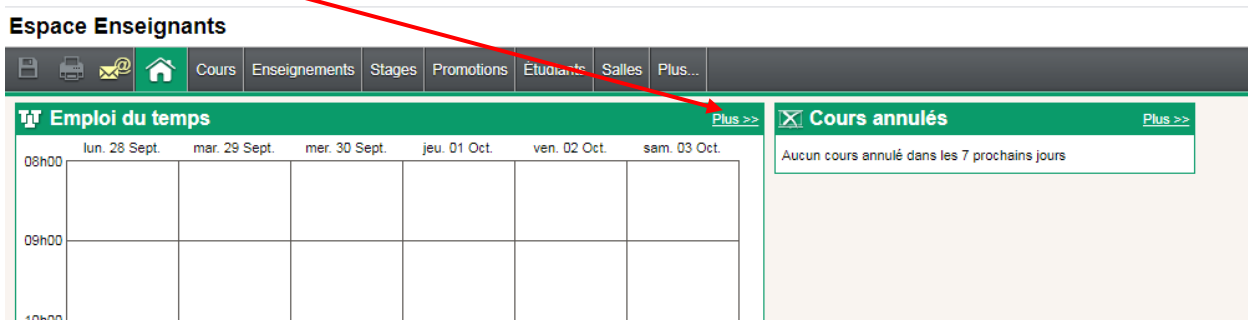 Espace Enseignants
Cours Enseignements Stages Promotions Étudiants Salles Plus...
Emploi du temps Plus >>
Cours annulés Plus >>
lun. 28 Sept. mar. 29 Sept. mer. 30 Sept. jeu. 01 Oct. ven. 02 Oct. sam. 03 Oct.
Aucun cours annulé dans les 7 prochains jours
08h00
09h00
10h00